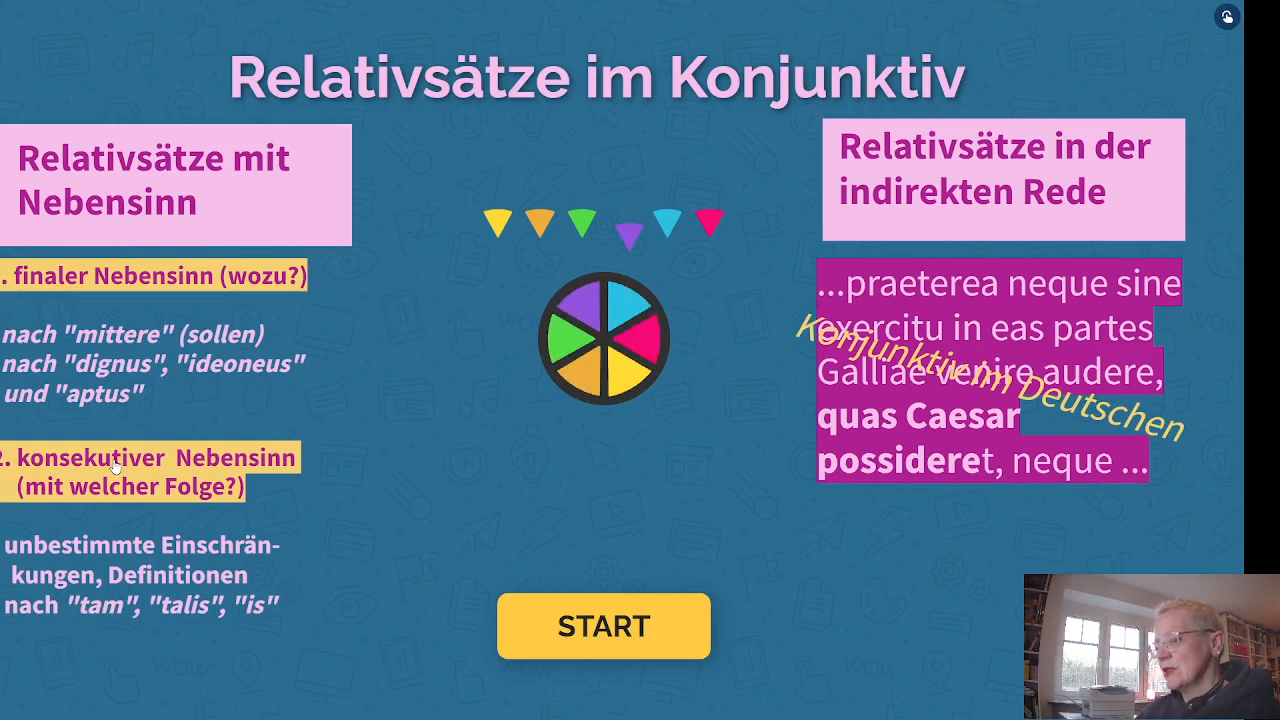 Relativsätze im Konjunktiv
Relativsätze mit
Nebensinn
. finaler Nebensinn (wozu?)
nach "mittere" (sollen)
nach "dignus", "ideoneus"
und "aptus"
2. konsekutiver Nebensinn
(mit welcher Folge?)
unbestimmte Einschrän-
kungen, Definitionen
nach "tam", "talis", "is"
START
Relativsätze in der
indirekten Rede
...praeterea neque sine
exercitu in eas partes
Galliae venire audere,
quas Caesar
possideret, neque ...
Konjunktiv im Deutschen